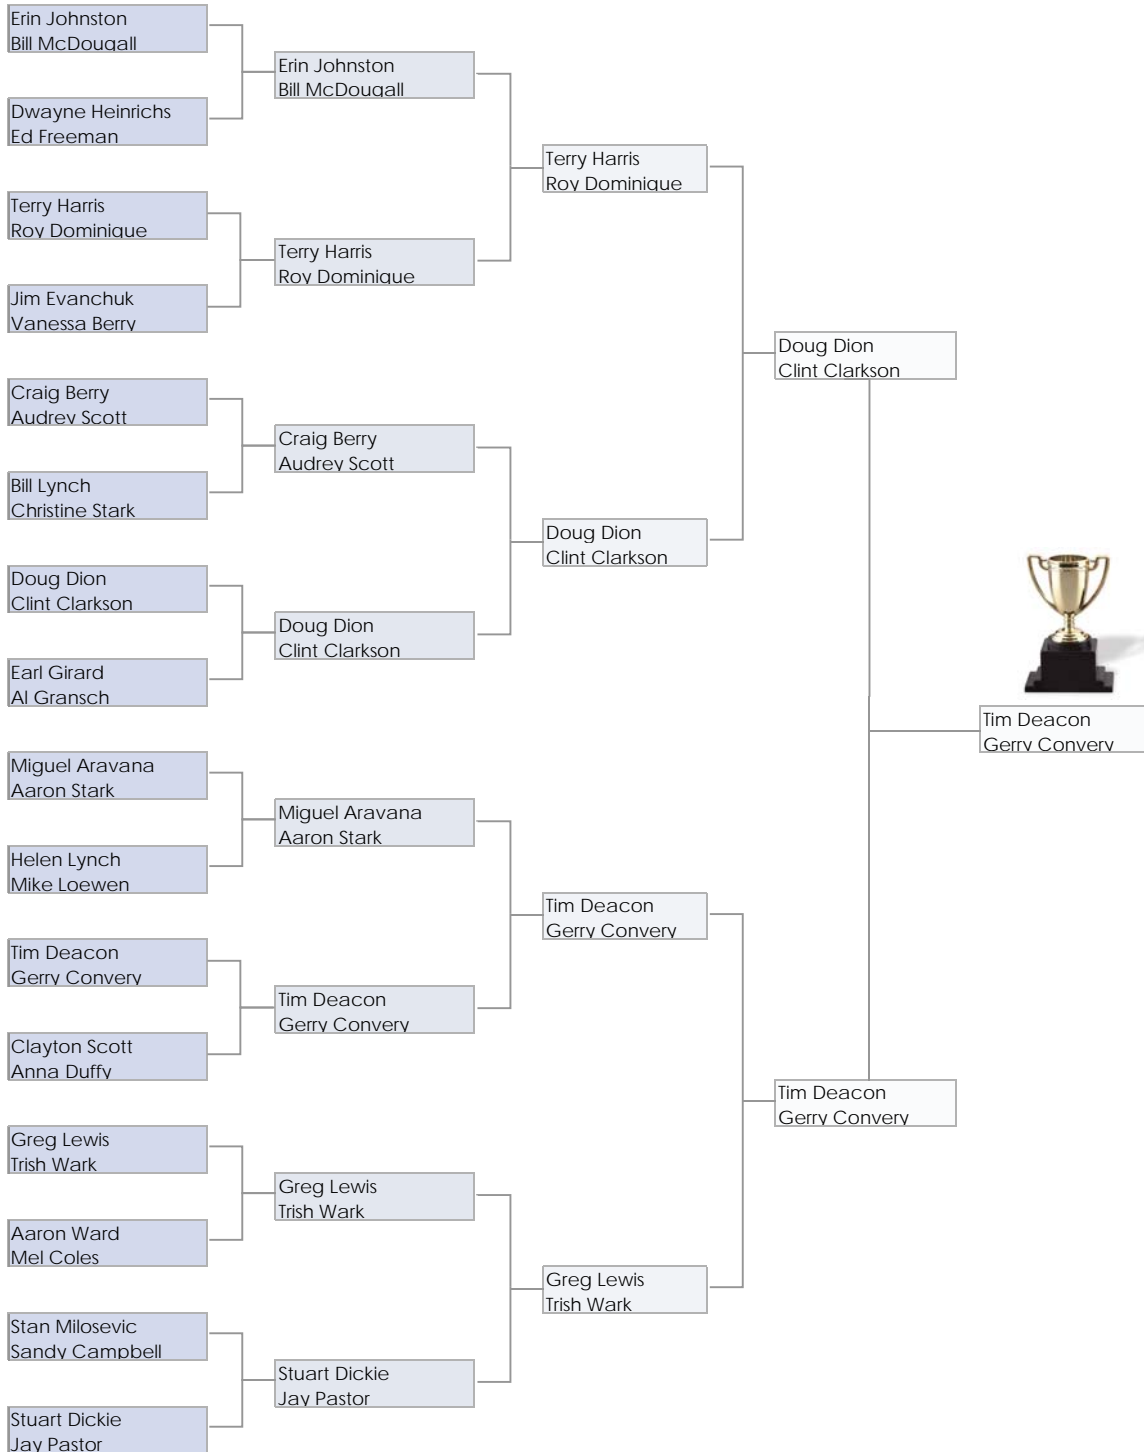 Erin Johnston
Bill McDougall
Dwayne Heinrichs
Ed Freeman
Terry Harris
Roy Dominique
Jim Evanchuk
Vanessa Berry
Craig Berry
Audrey Scott
Bill Lynch
Christine Stark
Doug Dion
Clint Clarkson
Earl Girard
Al Gransch
Miguel Aravana
Aaron Stark
Helen Lynch
Mike Loewen
Tim Deacon
Gerry Convery
Clayton Scott
Anna Duffy
Greg Lewis
Trish Wark
Aaron Ward
Mel Coles
Stan Milosevic
Sandy Campbell
Stuart Dickie
Jay Pastor
Erin Johnston
Bill McDougall
Terry Harris
Roy Dominique
Craig Berry
Audrey Scott
Doug Dion
Clint Clarkson
Miguel Aravana
Aaron Stark
Tim Deacon
Gerry Convery
Greg Lewis
Trish Wark
Stuart Dickie
Jay Pastor
Terry Harris
Roy Dominique
Doug Dion
Clint Clarkson
Tim Deacon
Gerry Convery
Greg Lewis
Trish Wark
Doug Dion
Clint Clarkson
Tim Deacon
Gerry Convery
Tim Deacon
Gerry Convery